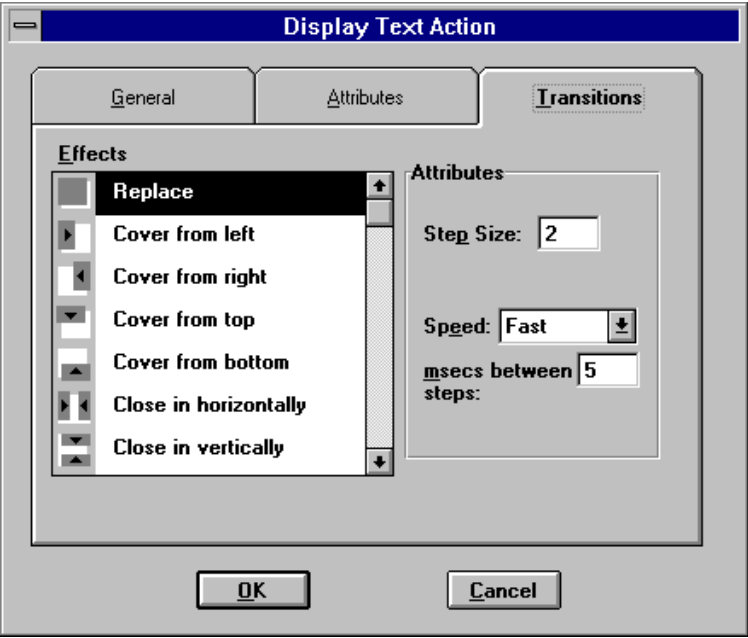 Display Text Action
General Attributes Transitions
Effects
Replace
Cover from left
Cover from right
Cover from top
Cover from bottom
Close in horizontally
Close in vertically
Attributes
Step Size: 2
Speed: Fast
msecs between 5
steps:
OK Cancel